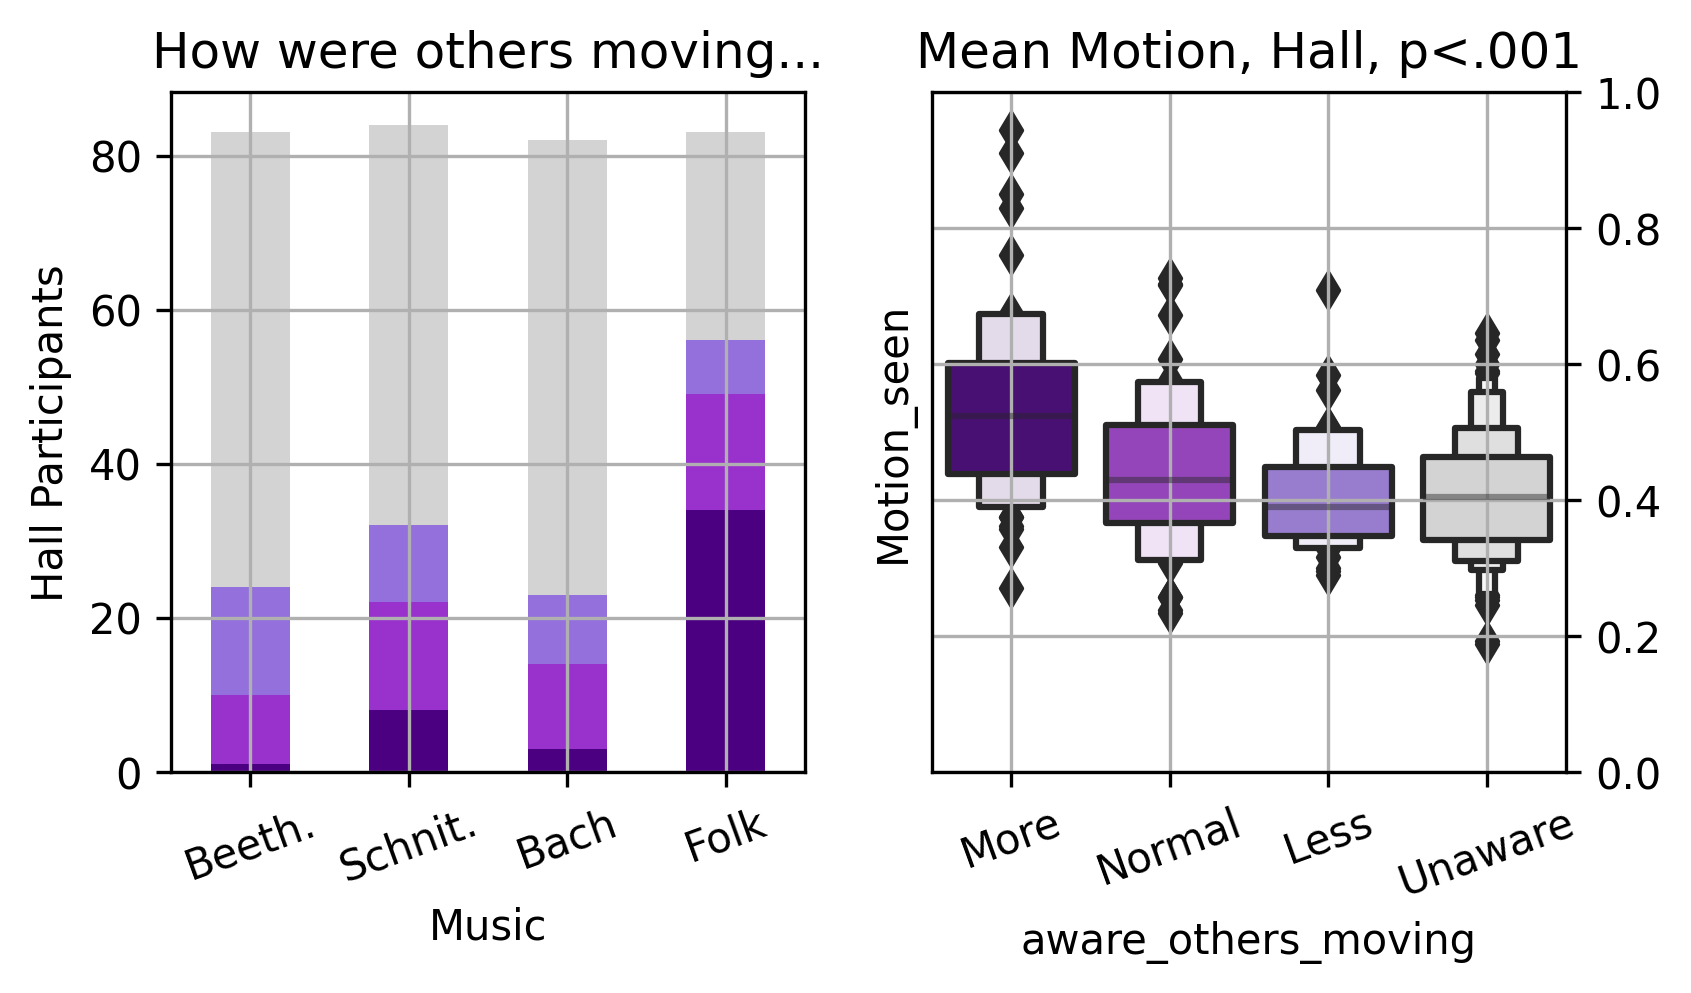 How were others moving...
Hall Participants
80
60
40
20
0
Beeth.
Schnit.
Bach
Folk
Music
Mean Motion, Hall, p<.001
Motion_seen
1.0
0.8
0.6
0.4
0.2
0.0
More
Normal
Less
Unaware
aware_others_moving